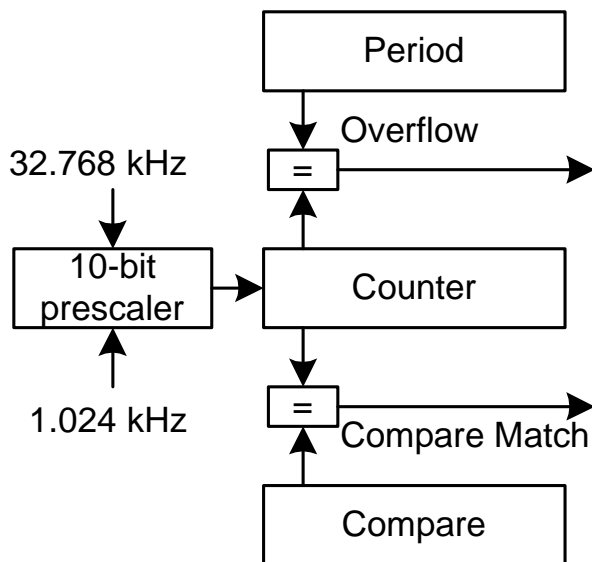 Period
Overflow
=
32.768 kHz
10-bit
prescaler
Counter
1.024 kHz
=
Compare Match
Compare